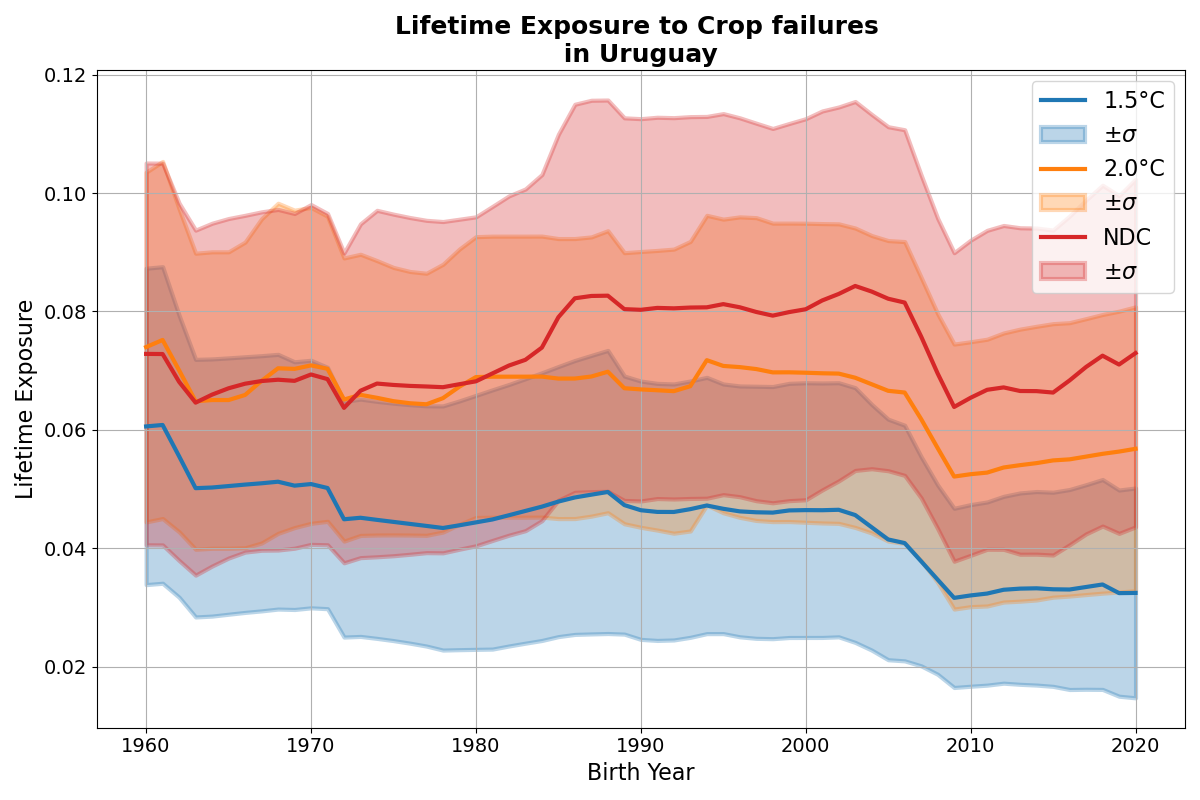 Lifetime Exposure to Crop failures
in Uruguay
0.12
0.10
0.08
0.06
0.04
0.02
Lifetime Exposure
1960
1970
1980
1990
2000
2010
2020
Birth Year
1.5°C
±σ
2.0°C
±σ
NDC
±σ